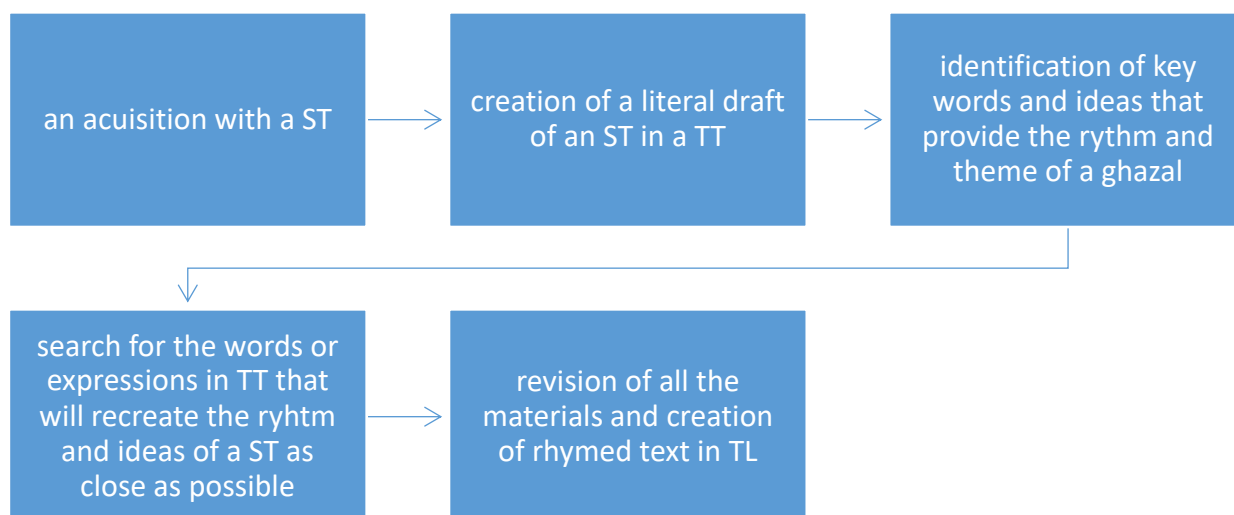 an acuisition with a ST
creation of a literal draft
of an ST in a TT
identification of key
words and ideas that
provide the rythm and
theme of a ghazal
search for the words or
expressions in TT that
will recreate the ryhtm
and ideas of a ST as
close as possible
revision of all the
materials and creation
of rhymed text in TL